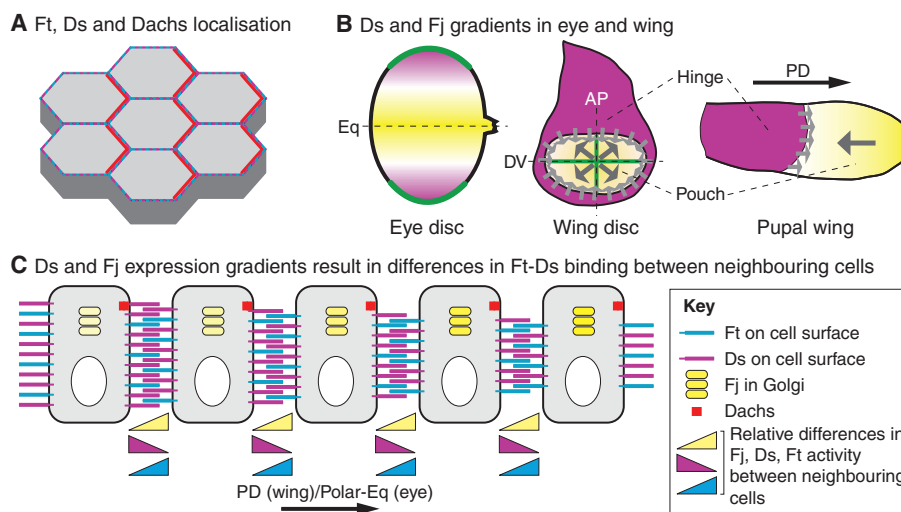 A Ft, Ds and Dachs localisation
B Ds and Fj gradients in eye and wing
Eq
Eye disc
AP
DV
Wing disc
Hinge
Pouch
PD
Pupal wing
C Ds and Fj expression gradients result in differences in Ft-Ds binding between neighbouring cells
PD (wing)/Polar-Eq (eye)
Key
Ft on cell surface
Ds on cell surface
Fj in Golgi
Dachs
Relative differences in
Fj, Ds, Ft activity
between neighbouring
cells